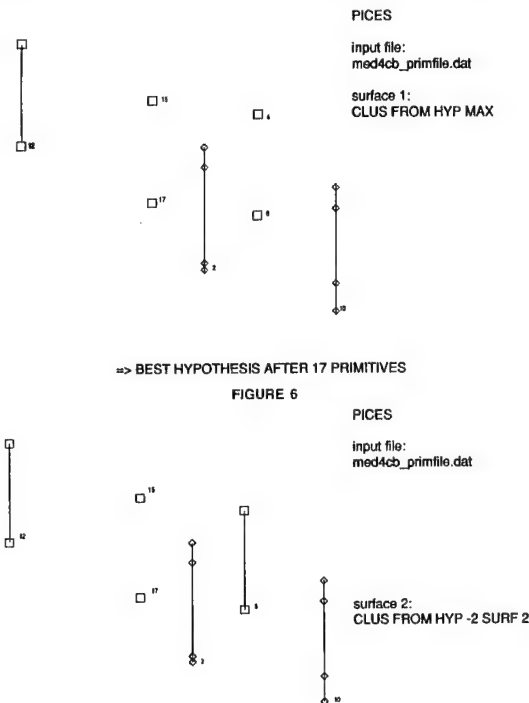 PICES
input file:
med4cb_primfile.dat
surface 1:
CLUS FROM HYP MAX
12
15
17
2
10
=> BEST HYPOTHESIS AFTER 17 PRIMITIVES
FIGURE 6
PICES
input file:
med4cb_primfile.dat
15
12
17
surface 2:
CLUS FROM HYP -2 SURF 2
10